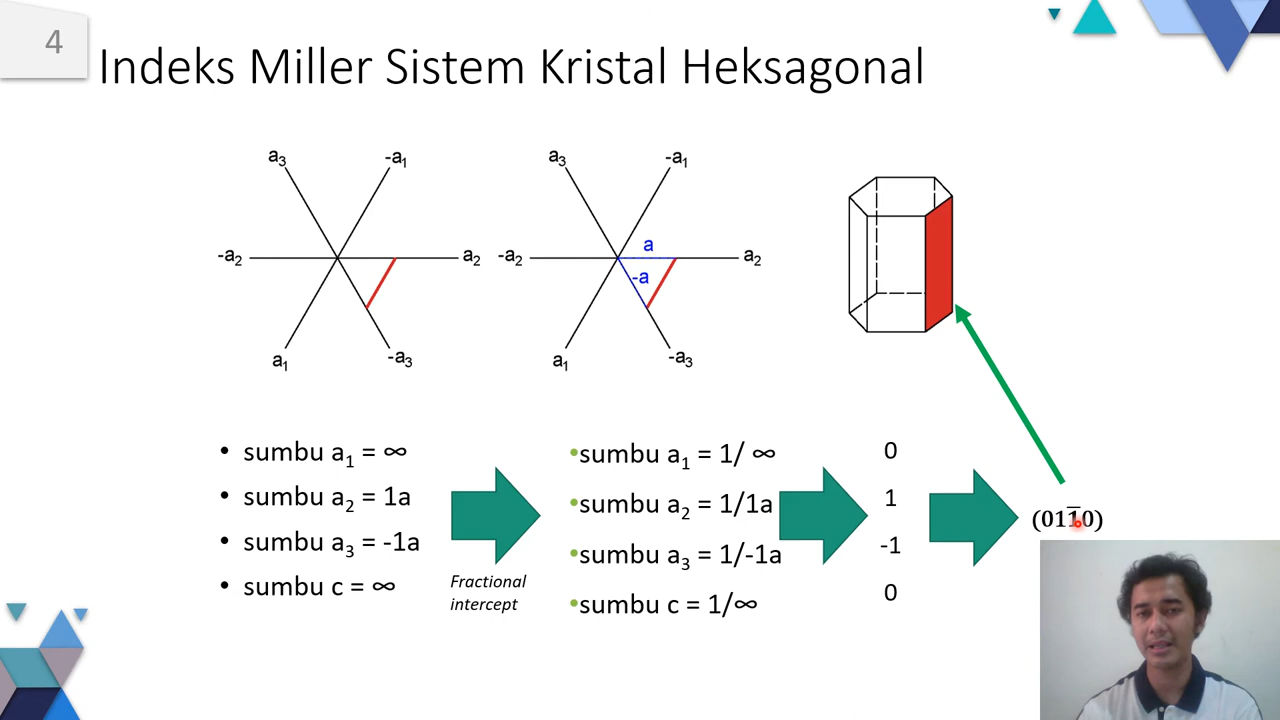 4
Indeks Miller Sistem Kristal Heksagonal
a₃ -a₁
-a₂ a₂
a₁ -a₃
a₃ -a₁
a
-a₂ a₂
-a
a₁ -a₃
• sumbu a₁ = ∞
• sumbu a₂ = 1a
• sumbu a₃ = -1a
• sumbu c = ∞
Fractional
intercept
•sumbu a₁ = 1/ ∞
•sumbu a₂ = 1/1a
•sumbu a₃ = 1/-1a
•sumbu c = 1/∞
0
1
-1
0
(011̅0)